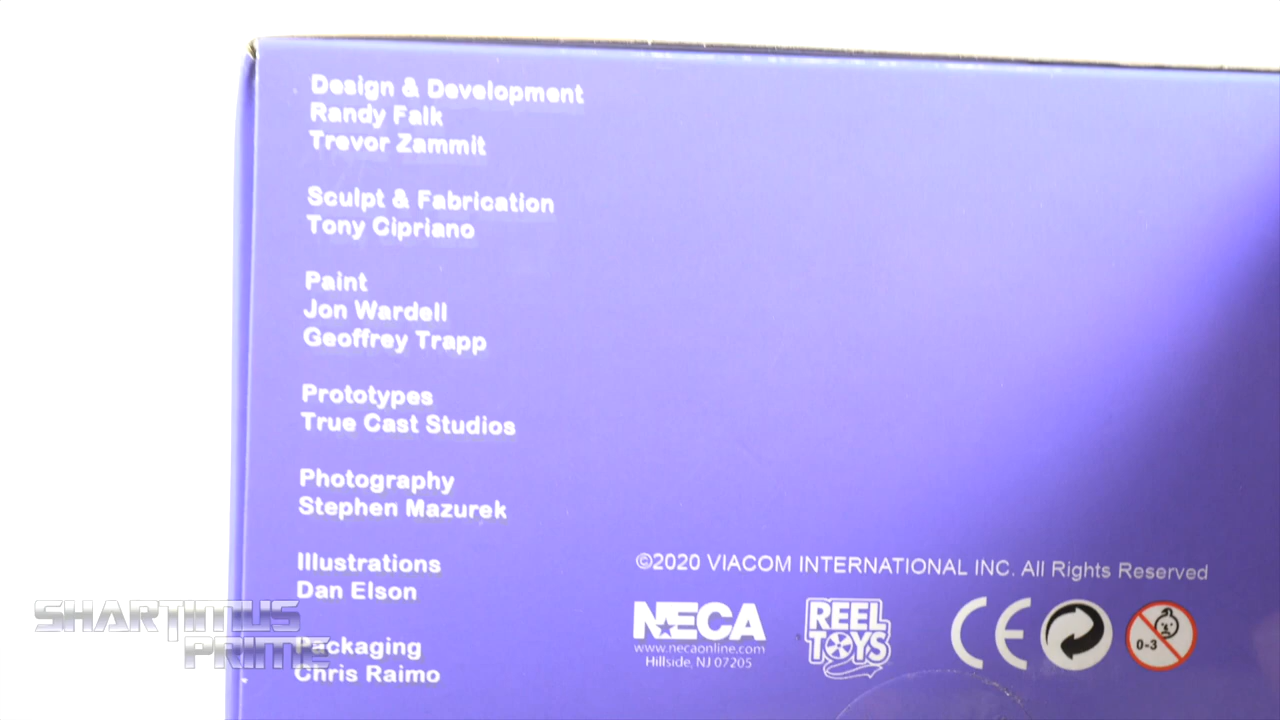 Design & Development
Randy Falk
Trevor Zammit
Sculpt & Fabrication
Tony Cipriano
Paint
Jon Wardell
Geoffrey Trapp
Prototypes
True Cast Studios
Photography
Stephen Mazurek
Illustrations
Dan Elson
Packaging
Chris Raimo
SHARTIMUS
PRIME
©2020 VIACOM INTERNATIONAL INC. All Rights Reserved
NECA
www.necaonline.com
Hillside, NJ 07205
REEL
TOYS
CE
0-3